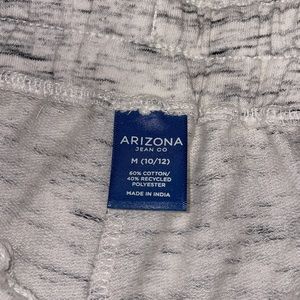 ARIZONA
JEAN CO
M (10/12)
60% COTTON/
40% RECYCLED
POLYESTER
MADE IN INDIA